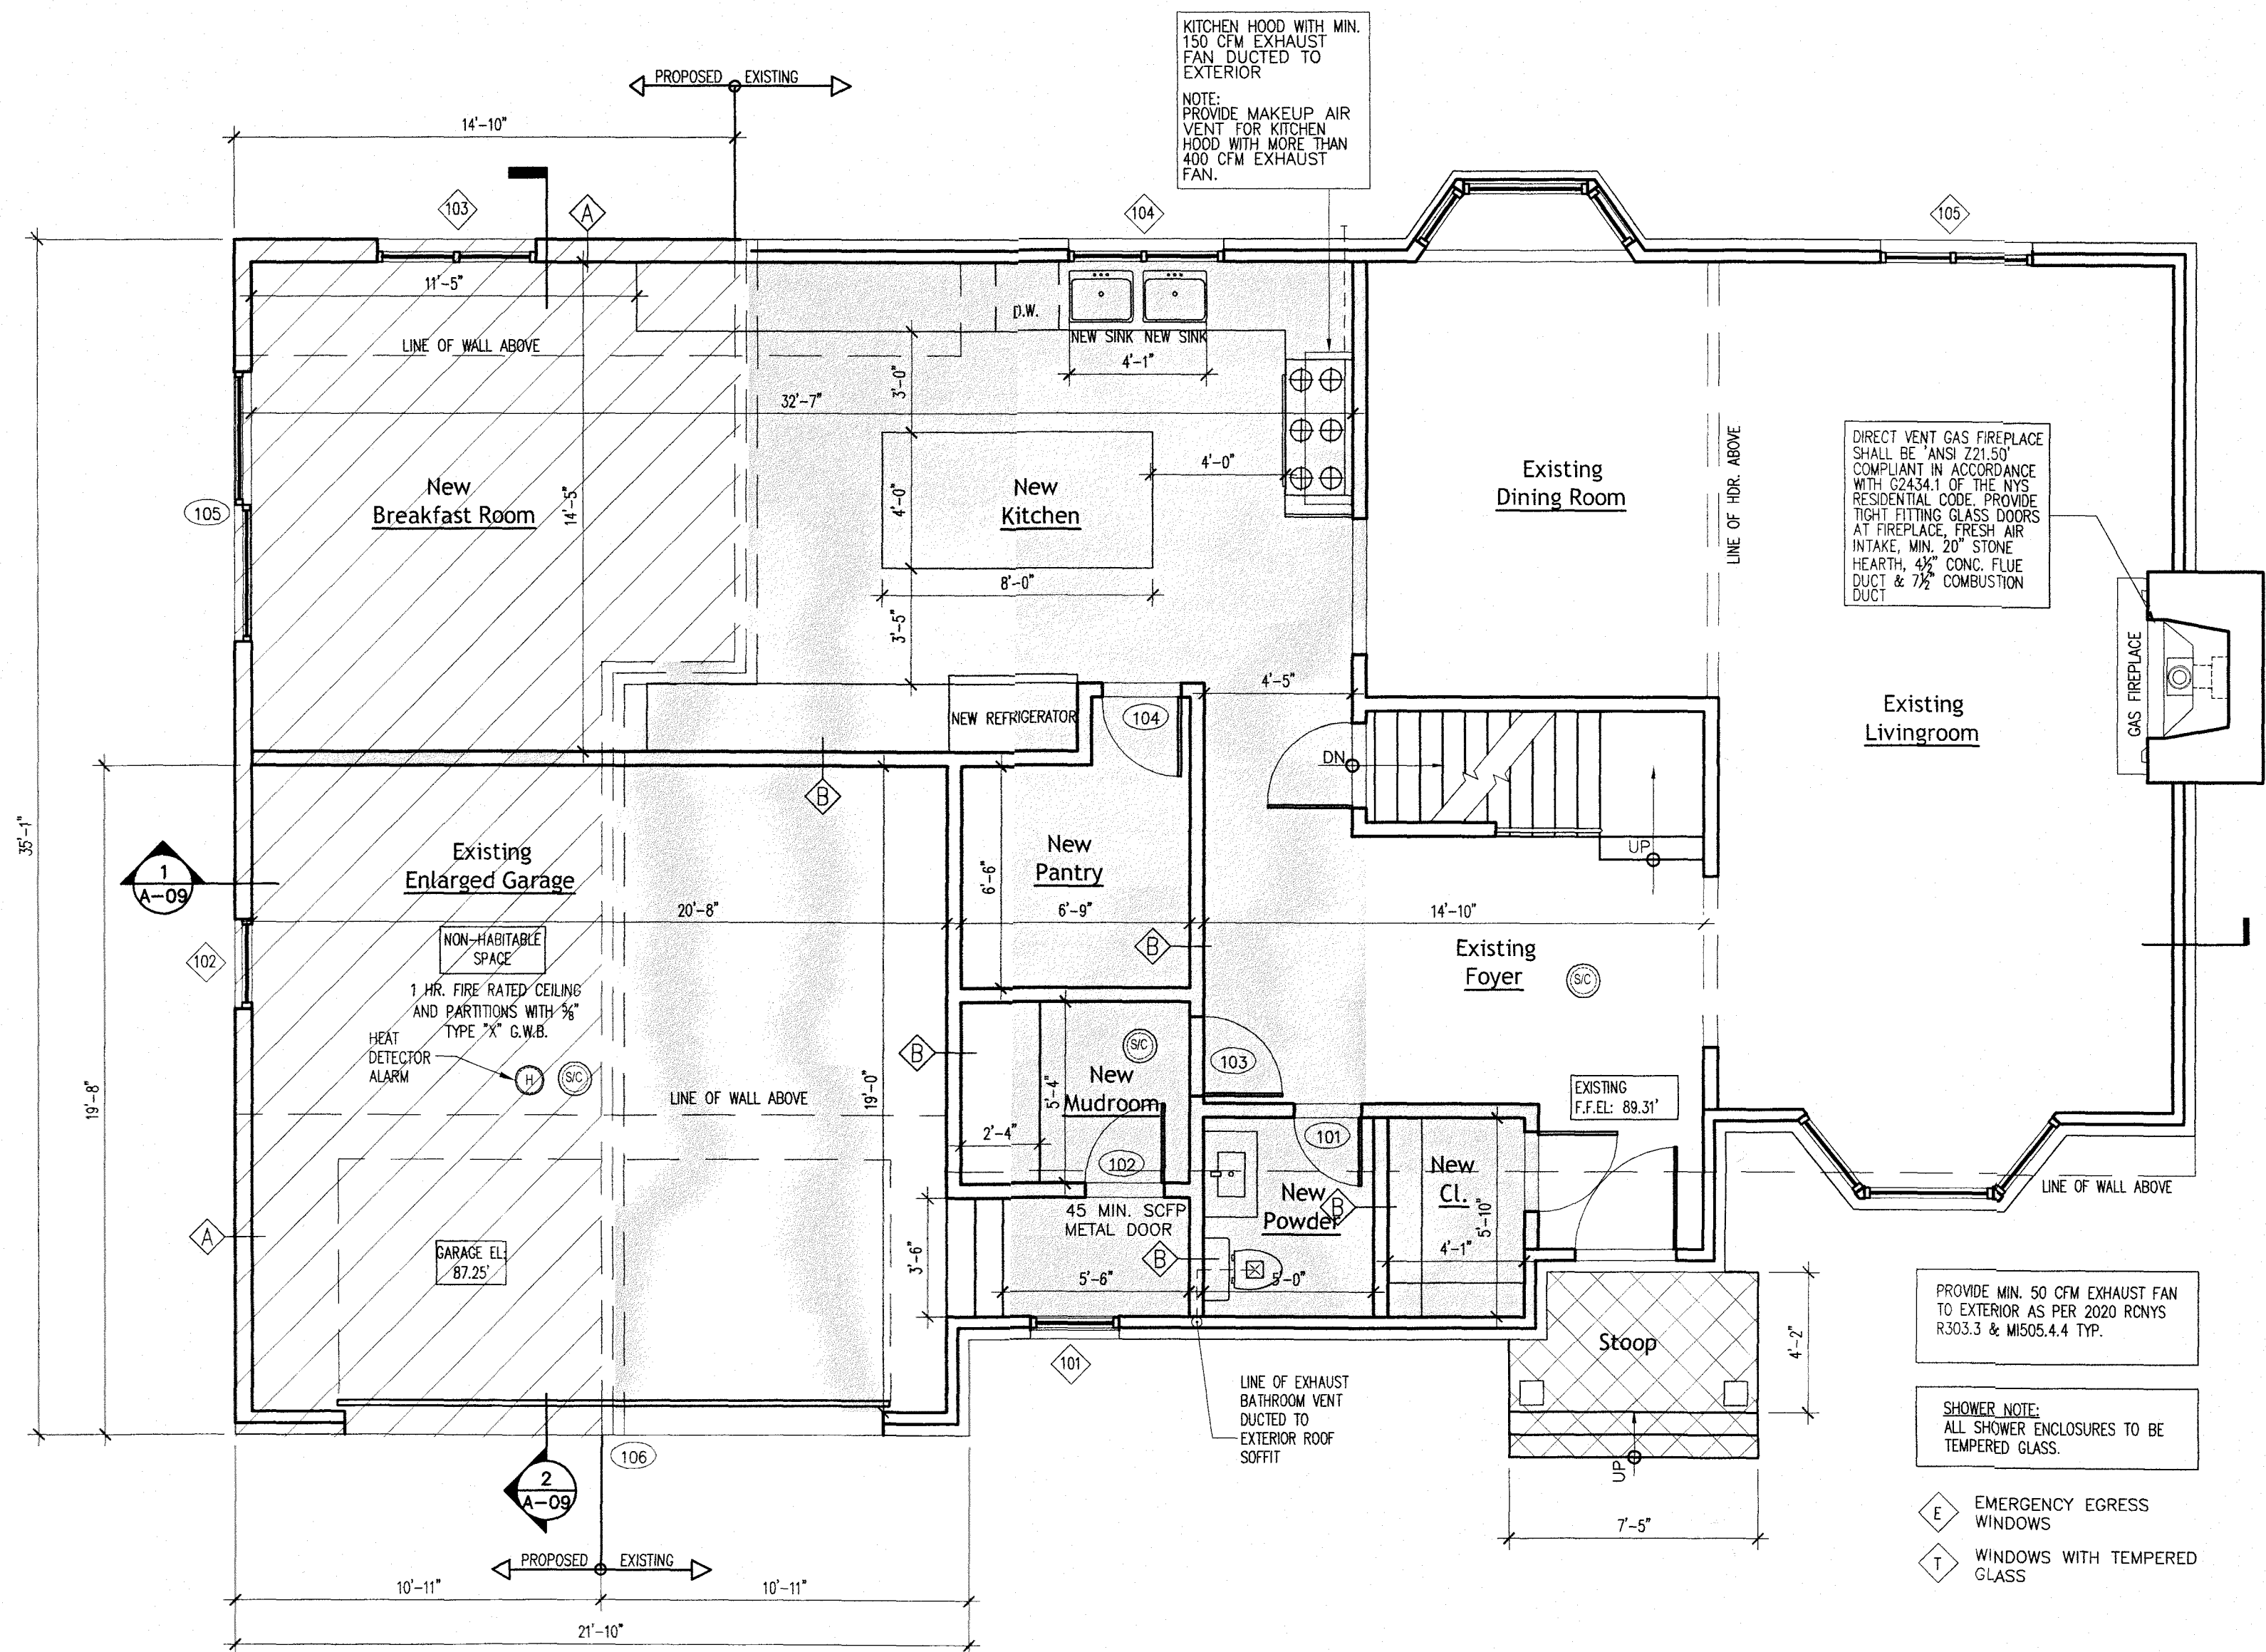 KITCHEN HOOD WITH MIN.
150 CFM EXHAUST
FAN DUCTED TO
EXTERIOR
NOTE:
PROVIDE MAKEUP AIR
VENT FOR KITCHEN
HOOD WITH MORE THAN
400 CFM EXHAUST
FAN.
PROPOSED EXISTING
14'-10"
103
A
104
105
11'-5"
D.W.
NEW SINK NEW SINK
4'-1"
LINE OF WALL ABOVE
3'-0"
32'-7"
4'-0"
New
Breakfast Room
14'-5"
4'-0"
New
Kitchen
8'-0"
3'-5"
105
Existing
Dining Room
LINE OF HDR. ABOVE
DIRECT VENT GAS FIREPLACE
SHALL BE 'ANSI Z21.50'
COMPLIANT IN ACCORDANCE
WITH G2434.1 OF THE NYS
RESIDENTIAL CODE. PROVIDE
TIGHT FITTING GLASS DOORS
AT FIREPLACE, FRESH AIR
INTAKE, MIN. 20" STONE
HEARTH, 4½" CONC. FLUE
DUCT & 7½" COMBUSTION
DUCT
GAS FIREPLACE
Existing
Livingroom
NEW REFRIGERATOR
104
4'-5"
DN
UP
B
35'-1"
19'-8"
1
A-09
Existing
Enlarged Garage
20'-8"
New
Pantry
6'-6"
6'-9"
14'-10"
B
Existing
Foyer
S/C
102
NON-HABITABLE
SPACE
1 HR. FIRE RATED CEILING
AND PARTITIONS WITH ⅝"
TYPE "X" G.W.B.
HEAT
DETECTOR
ALARM
H
S/C
LINE OF WALL ABOVE
19'-0"
B
S/C
New
Mudroom
5'-4"
2'-4"
102
103
101
EXISTING
F.F.EL: 89.31'
45 MIN. SCFP
METAL DOOR
New
Powder
B
New
Cl.
5'-10"
4'-1"
B
5'-0"
3'-6"
5'-6"
A
GARAGE EL:
87.25'
LINE OF WALL ABOVE
101
LINE OF EXHAUST
BATHROOM VENT
DUCTED TO
EXTERIOR ROOF
SOFFIT
Stoop
4'-2"
UP
7'-5"
PROVIDE MIN. 50 CFM EXHAUST FAN
TO EXTERIOR AS PER 2020 RCNYS
R303.3 & M1505.4.4 TYP.
SHOWER NOTE:
ALL SHOWER ENCLOSURES TO BE
TEMPERED GLASS.
E
EMERGENCY EGRESS
WINDOWS
T
WINDOWS WITH TEMPERED
GLASS
106
2
A-09
PROPOSED EXISTING
10'-11"
10'-11"
21'-10"